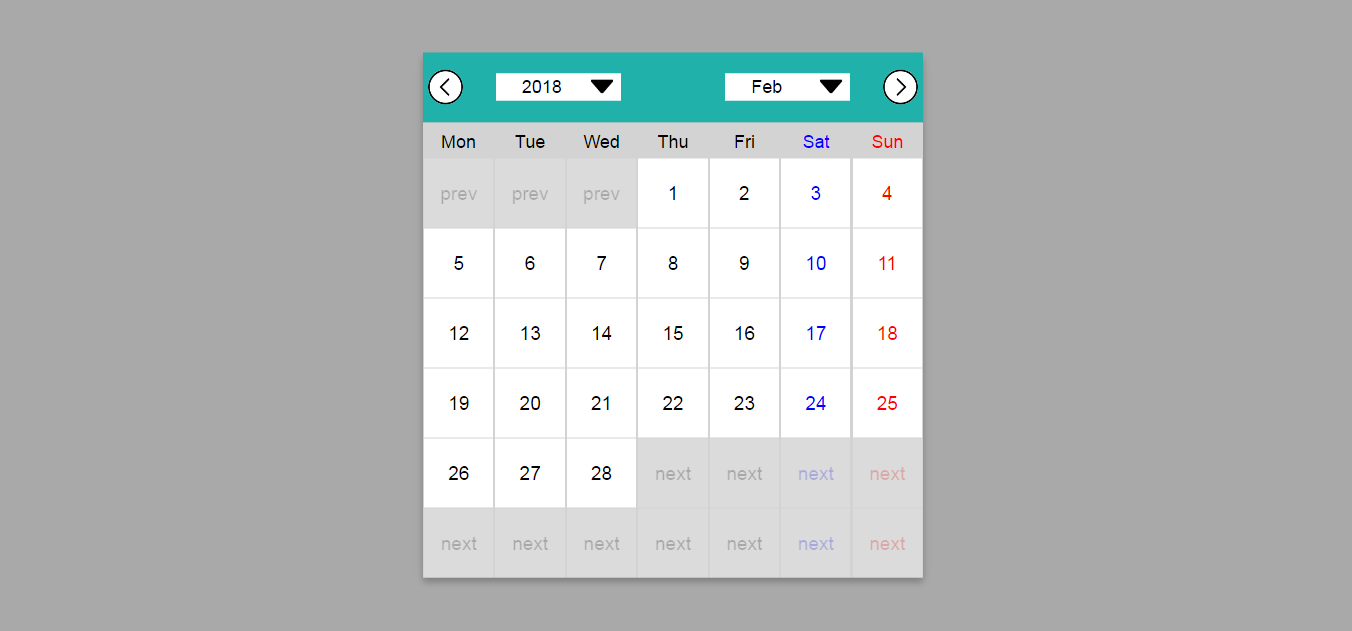 2018 Feb
Mon Tue Wed Thu Fri Sat Sun
prev prev prev 1 2 3 4
5 6 7 8 9 10 11
12 13 14 15 16 17 18
19 20 21 22 23 24 25
26 27 28 next next next next
next next next next next next next